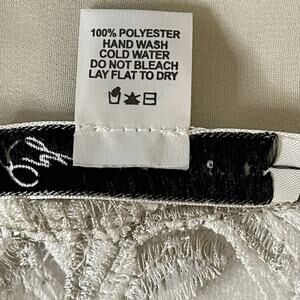 100% POLYESTER
HAND WASH
COLD WATER
DO NOT BLEACH
LAY FLAT TO DRY